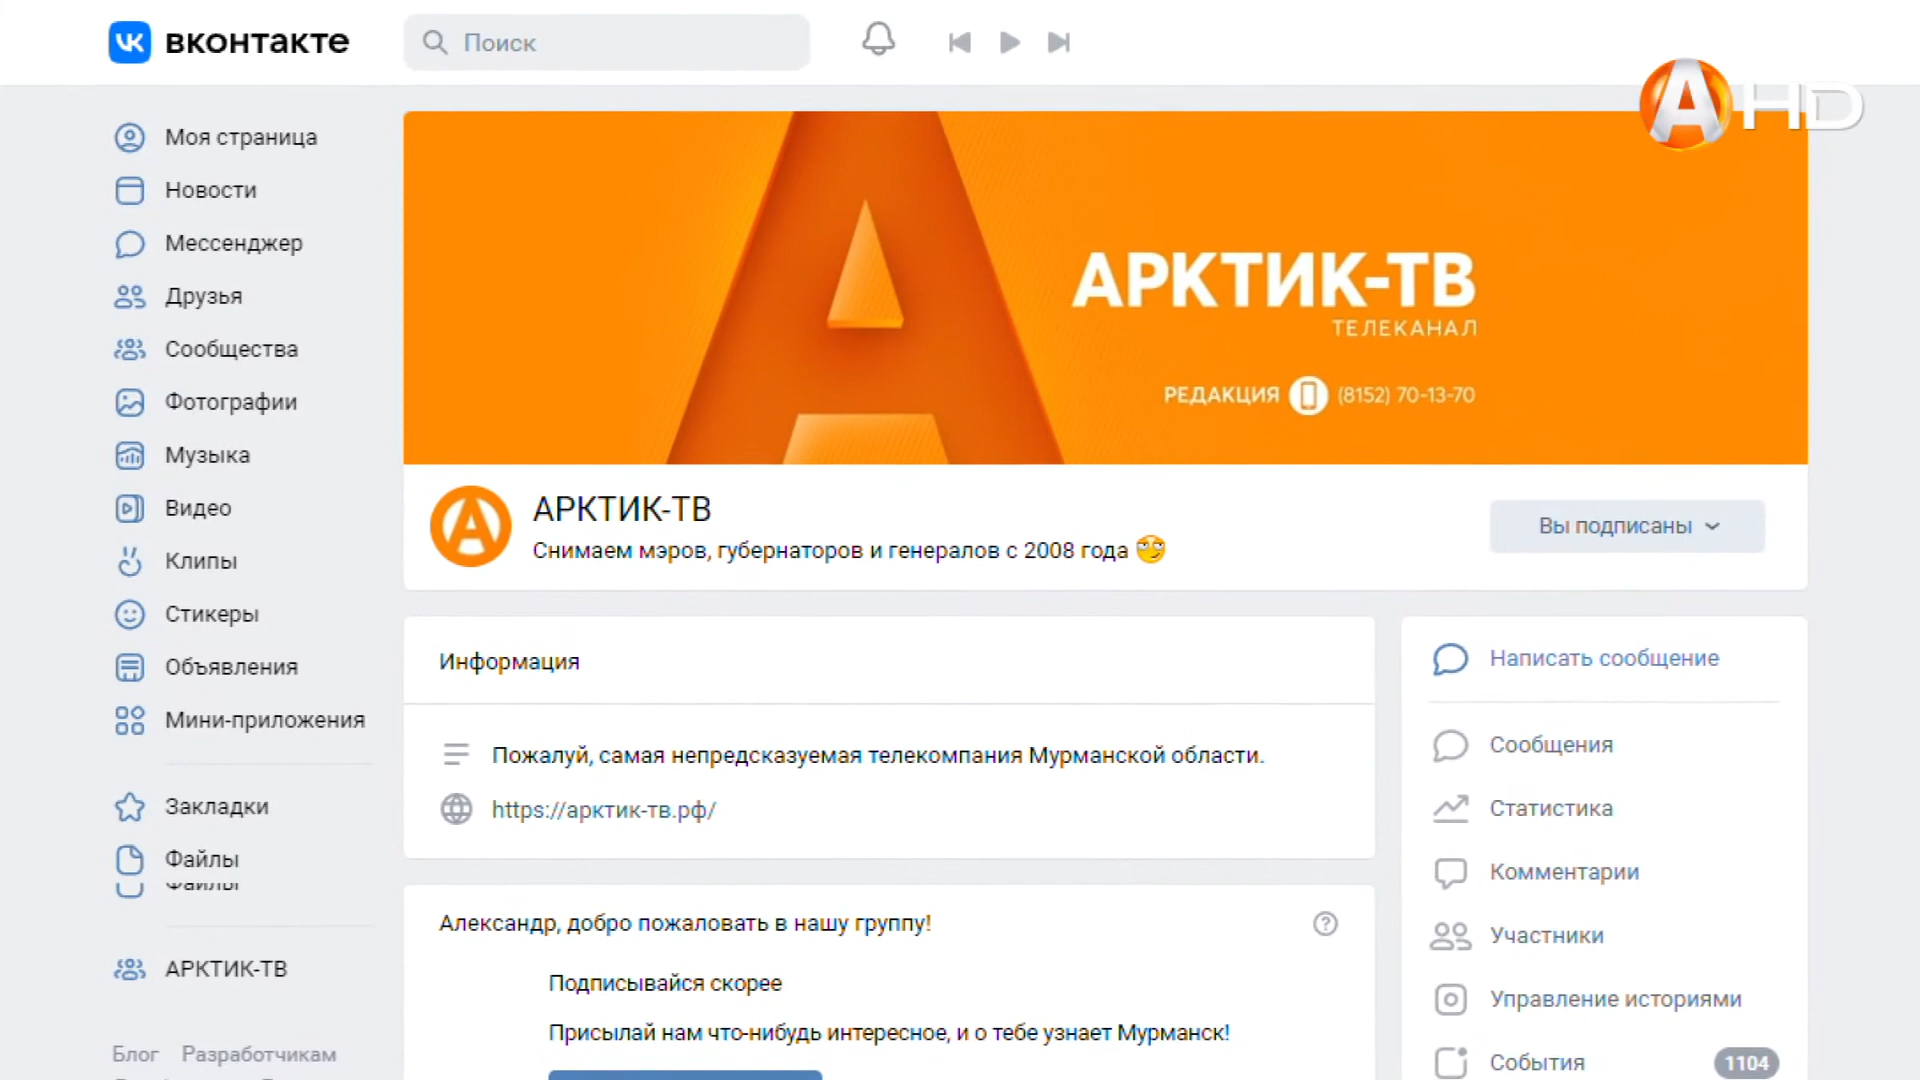 вконтакте
Поиск
HD
Моя страница
Новости
Мессенджер
Друзья
Сообщества
Фотографии
Музыка
Видео
Клипы
Стикеры
Объявления
Мини-приложения
Закладки
Файлы
Файлы
АРКТИК-ТВ
Блог Разработчикам
АРКТИК-ТВ
ТЕЛЕКАНАЛ
РЕДАКЦИЯ (8152) 70-13-70
АРКТИК-ТВ
Снимаем мэров, губернаторов и генералов с 2008 года
Вы подписаны
Информация
Пожалуй, самая непредсказуемая телекомпания Мурманской области.
https://арктик-тв.рф/
Александр, добро пожаловать в нашу группу!
Подписывайся скорее
Присылай нам что-нибудь интересное, и о тебе узнает Мурманск!
Написать сообщение
Сообщения
Статистика
Комментарии
Участники
Управление историями
События 1104